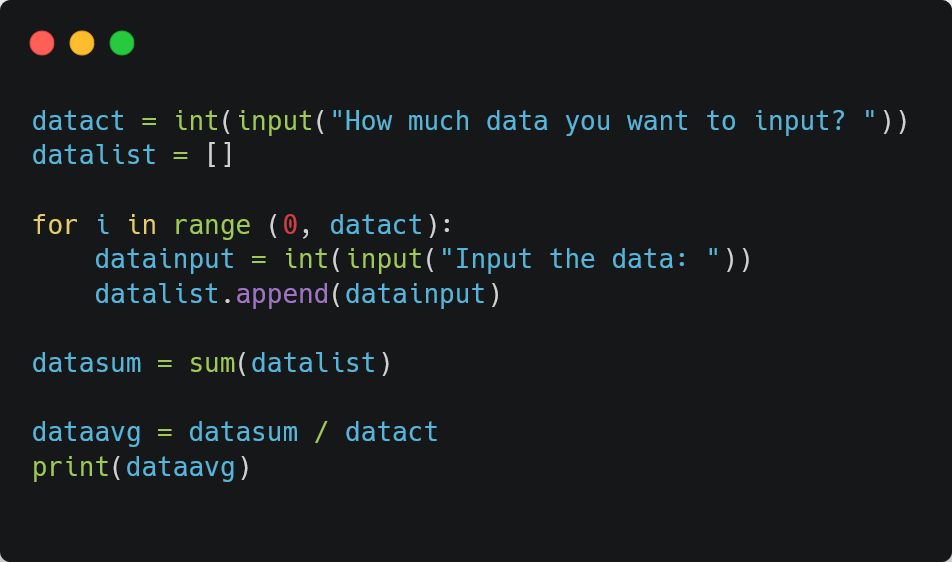 datact = int(input("How much data you want to input? "))
datalist = []

for i in range (0, datact):
    datainput = int(input("Input the data: "))
    datalist.append(datainput)

datasum = sum(datalist)

dataavg = datasum / datact
print(dataavg)